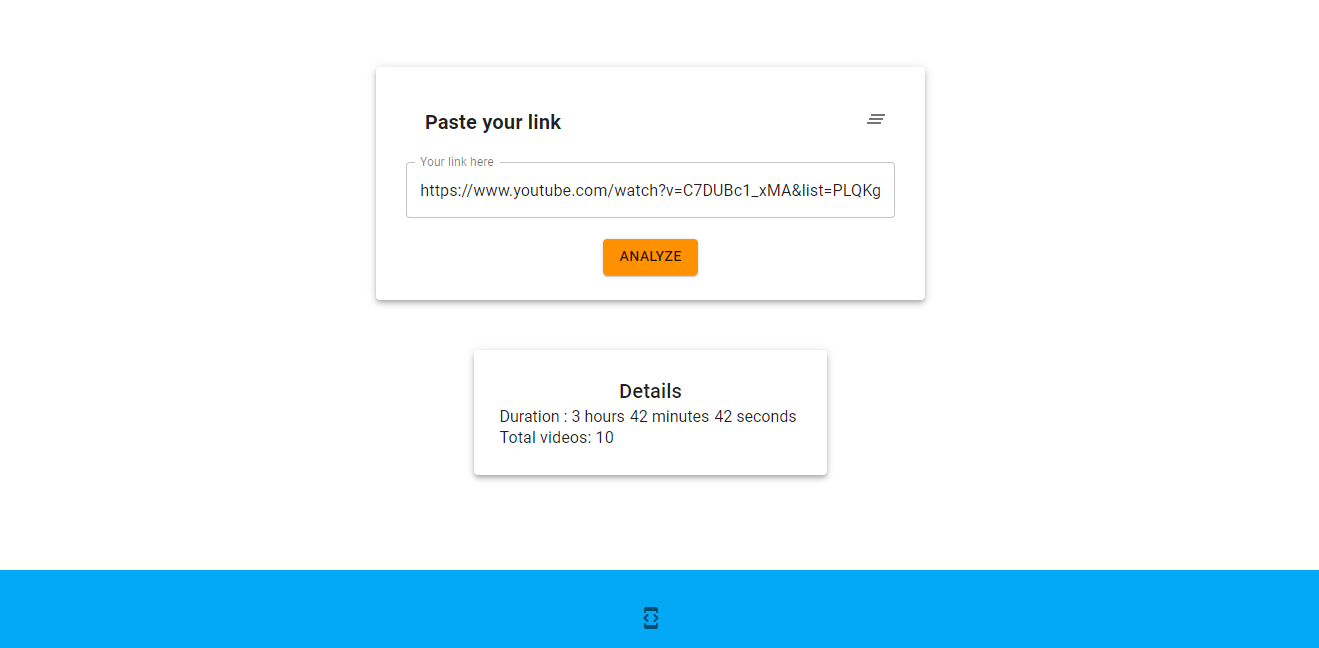 Paste your link
Your link here
https://www.youtube.com/watch?v=C7DUBc1_xMA&list=PLQKg
ANALYZE
Details
Duration : 3 hours 42 minutes 42 seconds
Total videos: 10